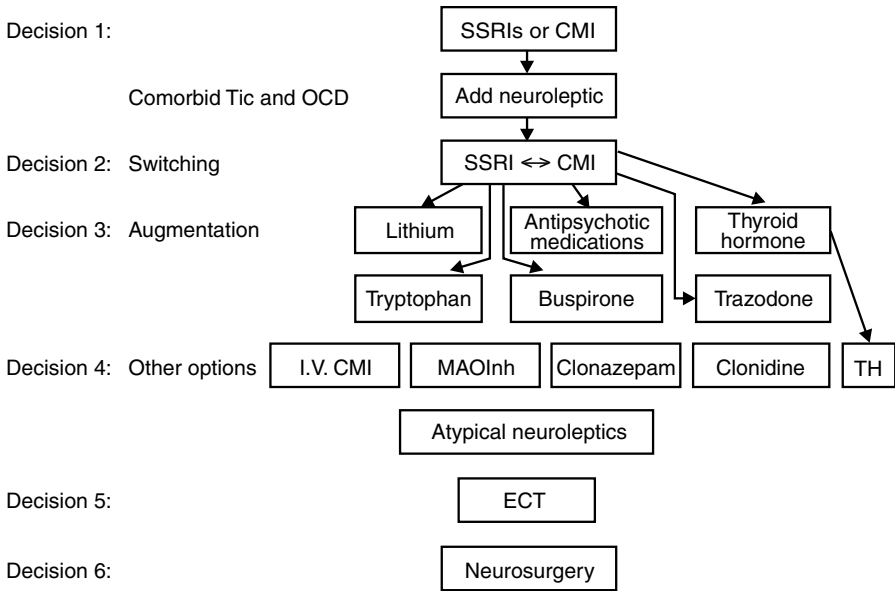 Decision 1: SSRIs or CMI
Comorbid Tic and OCD Add neuroleptic
Decision 2: Switching SSRI ↔ CMI
Decision 3: Augmentation Lithium
Antipsychotic
medications
Thyroid
hormone
Tryptophan Buspirone Trazodone
Decision 4: Other options I.V. CMI MAOInh Clonazepam Clonidine TH
Atypical neuroleptics
Decision 5: ECT
Decision 6: Neurosurgery